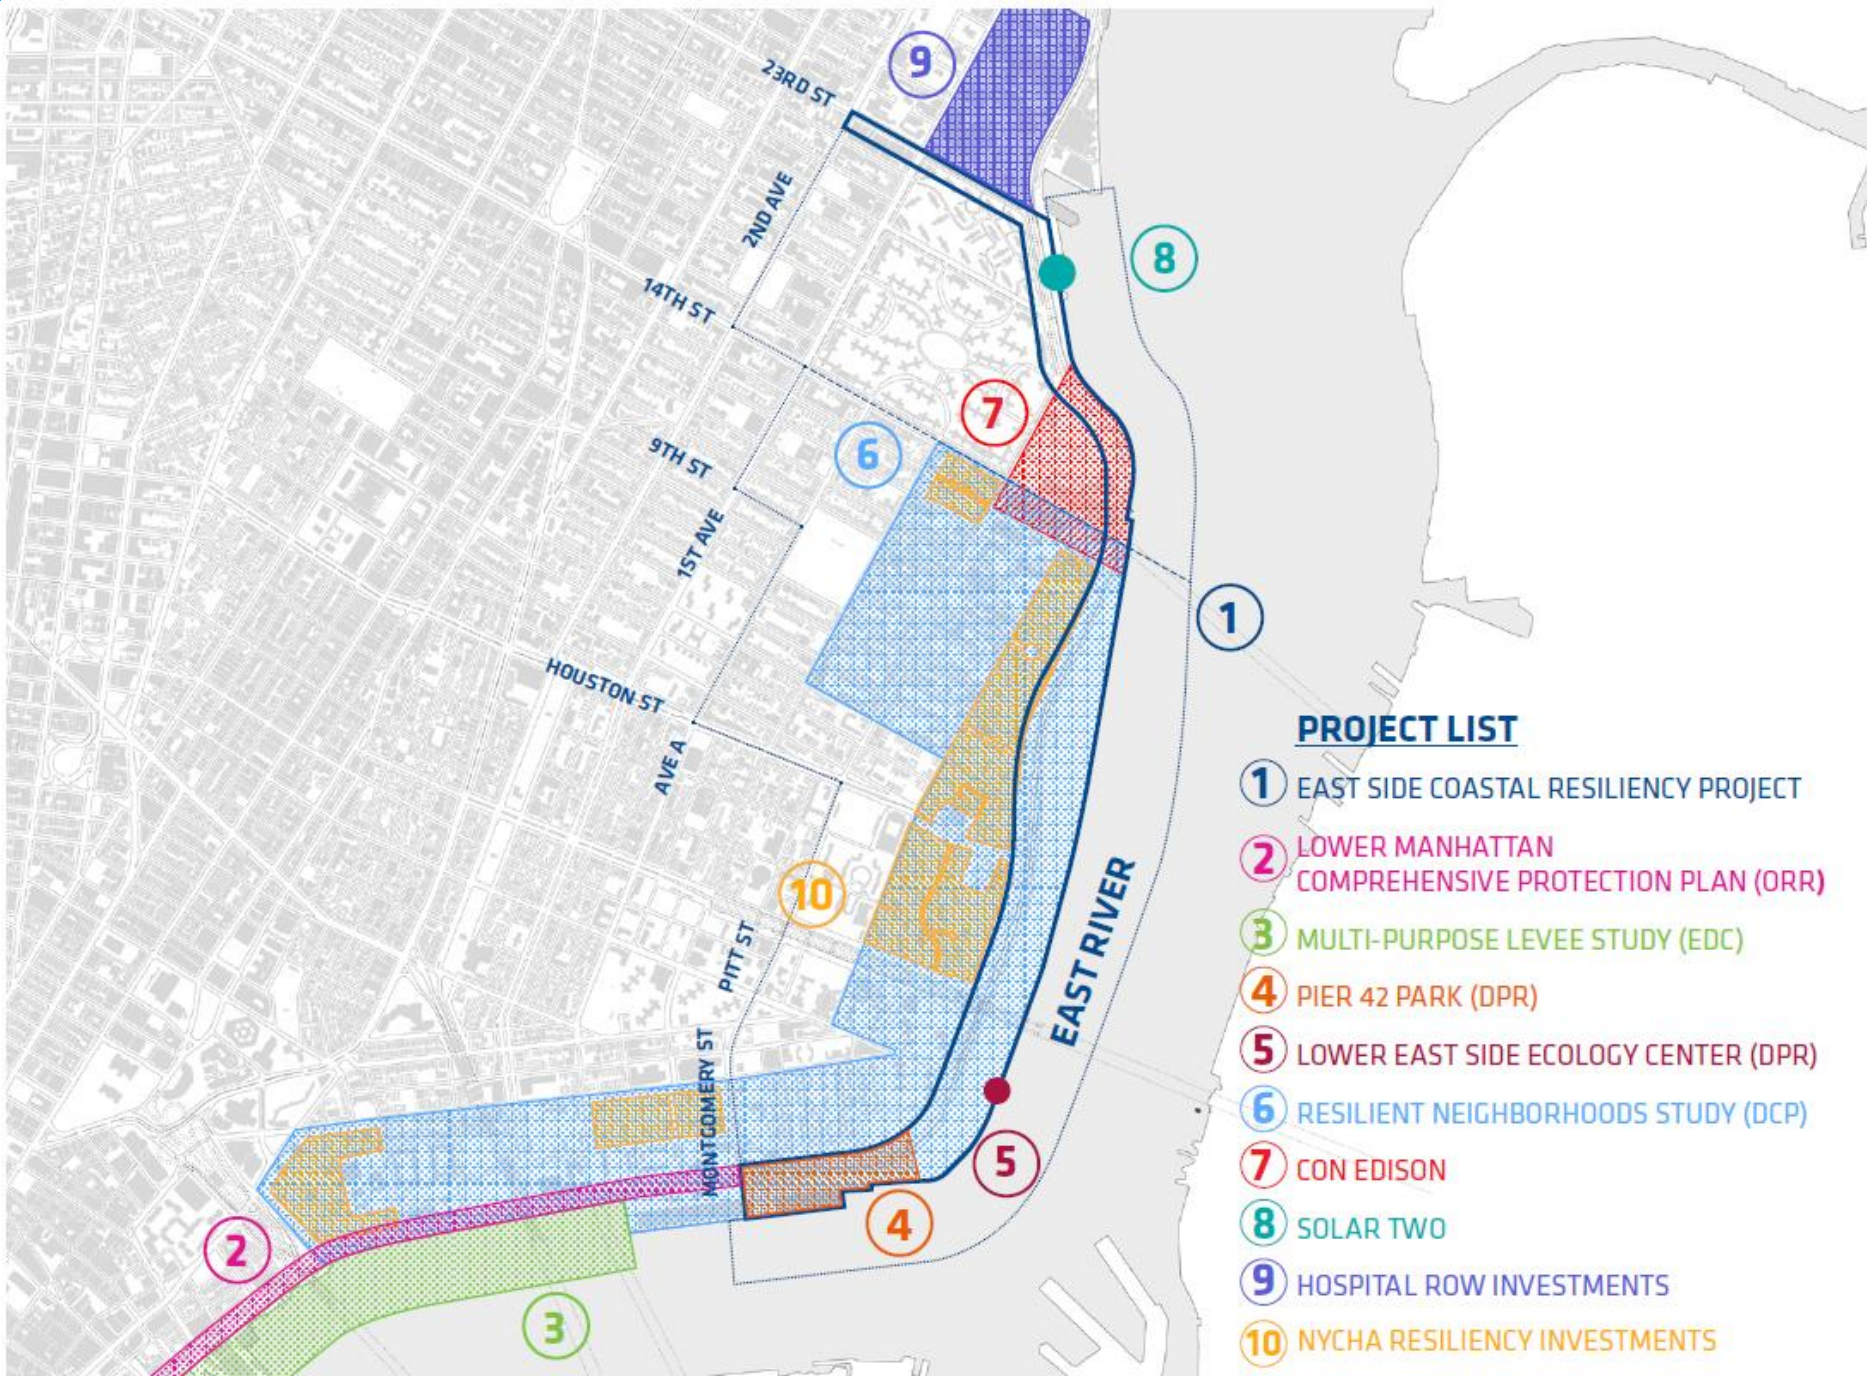 9
23RD ST
2ND AVE
8
14TH ST
7
6
9TH ST
1ST AVE
1
HOUSTON ST
AVE A
10
EAST RIVER
PITT ST
MONTGOMERY ST
5
4
2
3
PROJECT LIST
1 EAST SIDE COASTAL RESILIENCY PROJECT
2 LOWER MANHATTAN
COMPREHENSIVE PROTECTION PLAN (ORR)
3 MULTI-PURPOSE LEVEE STUDY (EDC)
4 PIER 42 PARK (DPR)
5 LOWER EAST SIDE ECOLOGY CENTER (DPR)
6 RESILIENT NEIGHBORHOODS STUDY (DCP)
7 CON EDISON
8 SOLAR TWO
9 HOSPITAL ROW INVESTMENTS
10 NYCHA RESILIENCY INVESTMENTS